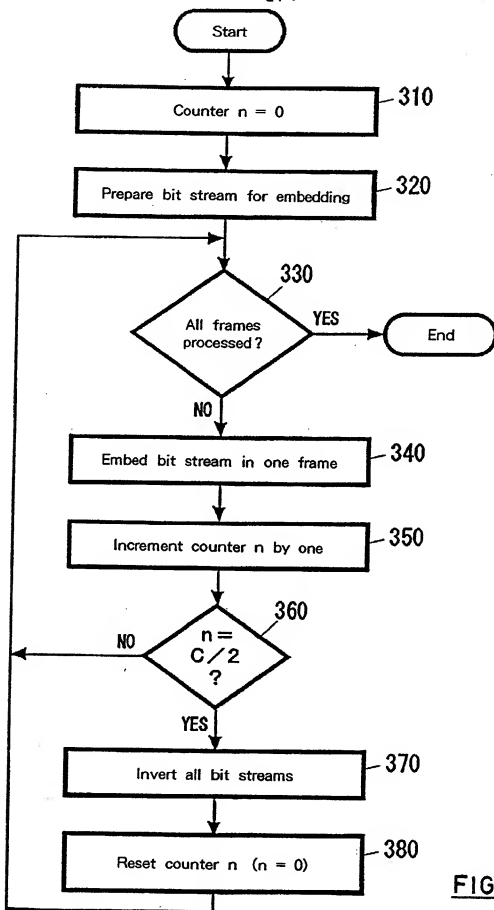 Start
Counter n = 0
310
Prepare bit stream for embedding
320
330
All frames
processed?
YES
End
NO
Embed bit stream in one frame
340
Increment counter n by one
350
360
n=
C/2
?
NO
YES
Invert all bit streams
370
Reset counter n (n = 0)
380
FIG